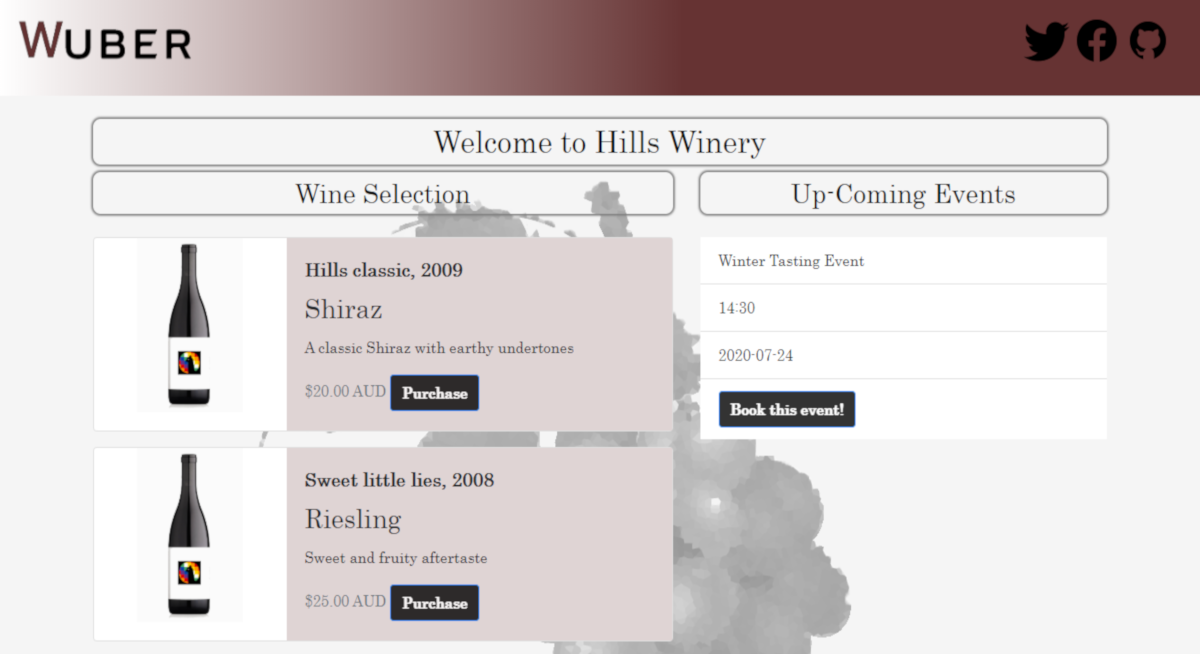 WUBER
Welcome to Hills Winery
Wine Selection
Up-Coming Events
Hills classic, 2009
Shiraz
A classic Shiraz with earthy undertones
$20.00 AUD Purchase
Sweet little lies, 2008
Riesling
Sweet and fruity aftertaste
$25.00 AUD Purchase
Winter Tasting Event
14:30
2020-07-24
Book this event!